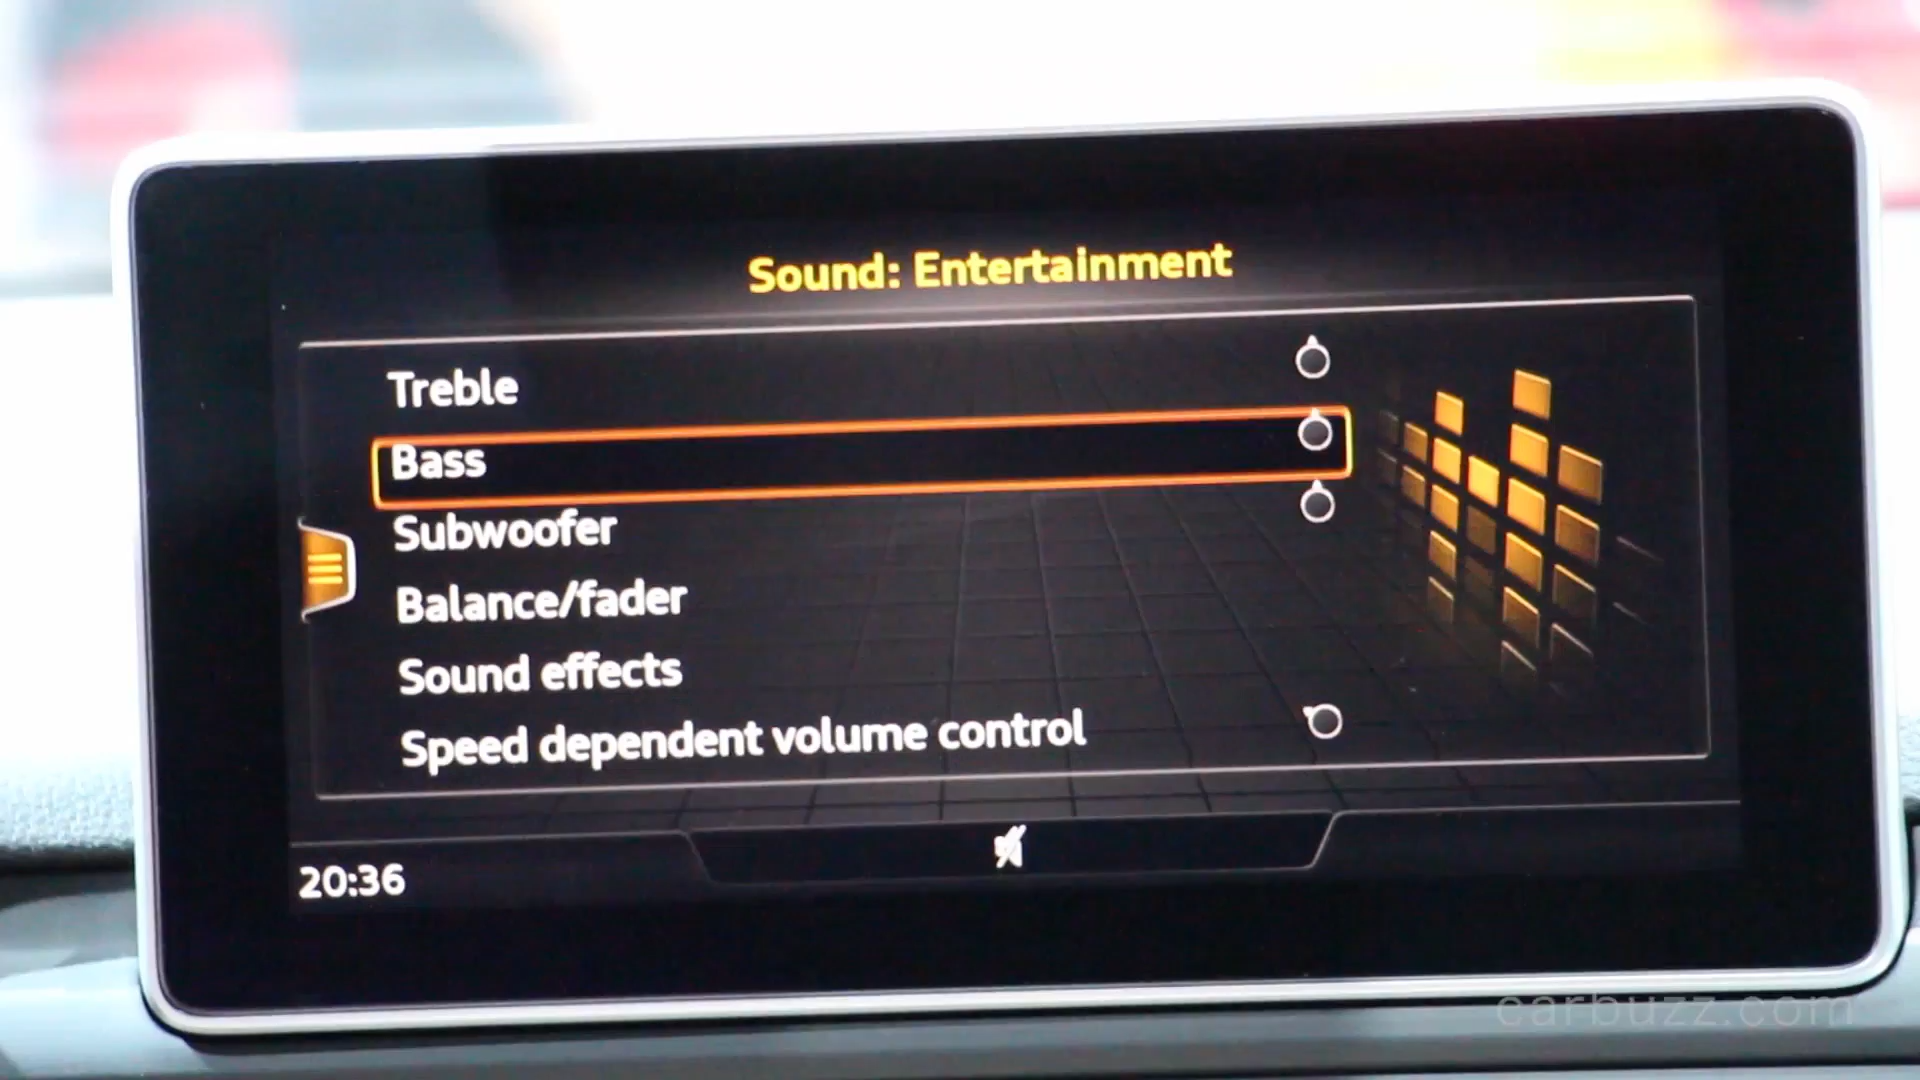 Sound: Entertainment
Treble
Bass
Subwoofer
Balance/fader
Sound effects
Speed dependent volume control
20:36
carbuzz.com